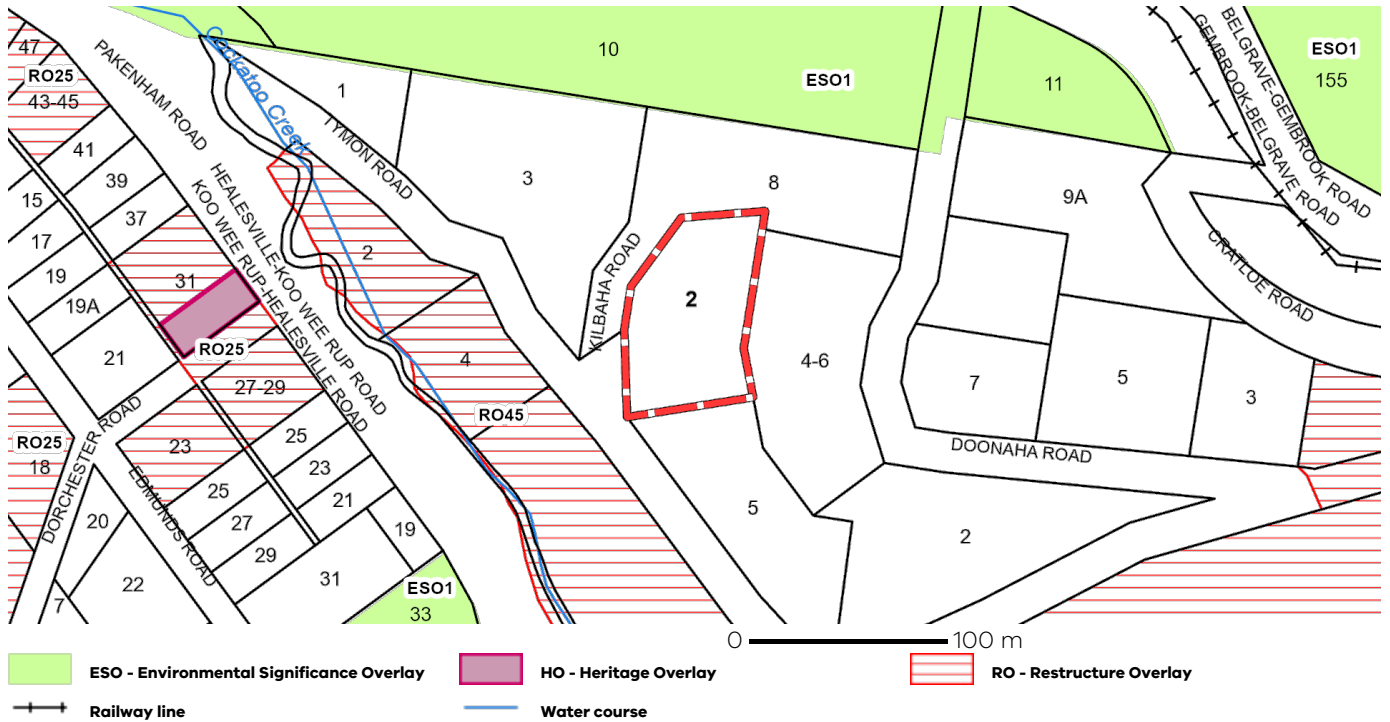 47
RO25
43-45
41
39
37
15
17
19
19A
21
31
RO25
27-29
RO25
18
23
25
23
21
19
25
27
29
31
20
22
7
ESO1
33
PAKENHAM ROAD
HEALESVILLE-KOO WEE RUP ROAD
KOO WEE RUP-HEALESVILLE ROAD
DORCHESTER ROAD
EDMUNDS ROAD
Cockatoo Creek
TYMON ROAD
1
2
4
RO45
3
KILBAHA ROAD
2
10
ESO1
8
4-6
5
2
DOONAHA ROAD
7
5
3
9A
11
ESO1
155
BELGRAVE-GEMBROOK ROAD
GEMBROOK-BELGRAVE ROAD
CRATLOE ROAD
0 100 m
ESO - Environmental Significance Overlay
HO - Heritage Overlay
RO - Restructure Overlay
Railway line
Water course